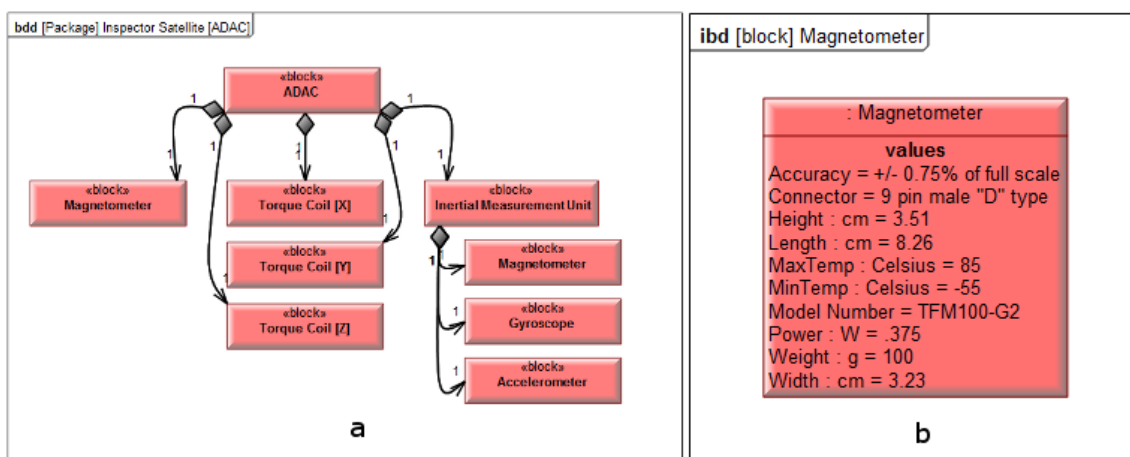 bdd [Package] Inspector Satellite [ADAC]
«block»
ADAC
1
1
1
1
1
1
1
1
1
1
«block»
Magnetometer
«block»
Torque Coil [X]
«block»
Inertial Measurement Unit
«block»
Torque Coil [Y]
«block»
Torque Coil [Z]
1
1
1
1
«block»
Magnetometer
«block»
Gyroscope
«block»
Accelerometer
a
ibd [block] Magnetometer
: Magnetometer
values
Accuracy = +/- 0.75% of full scale
Connector = 9 pin male "D" type
Height : cm = 3.51
Length : cm = 8.26
MaxTemp : Celsius = 85
MinTemp : Celsius = -55
Model Number = TFM100-G2
Power : W = .375
Weight : g = 100
Width : cm = 3.23
b